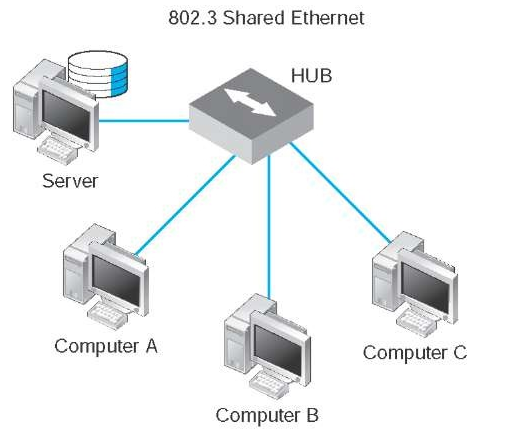 802.3 Shared Ethernet
HUB
Server
Computer A
Computer C
Computer B